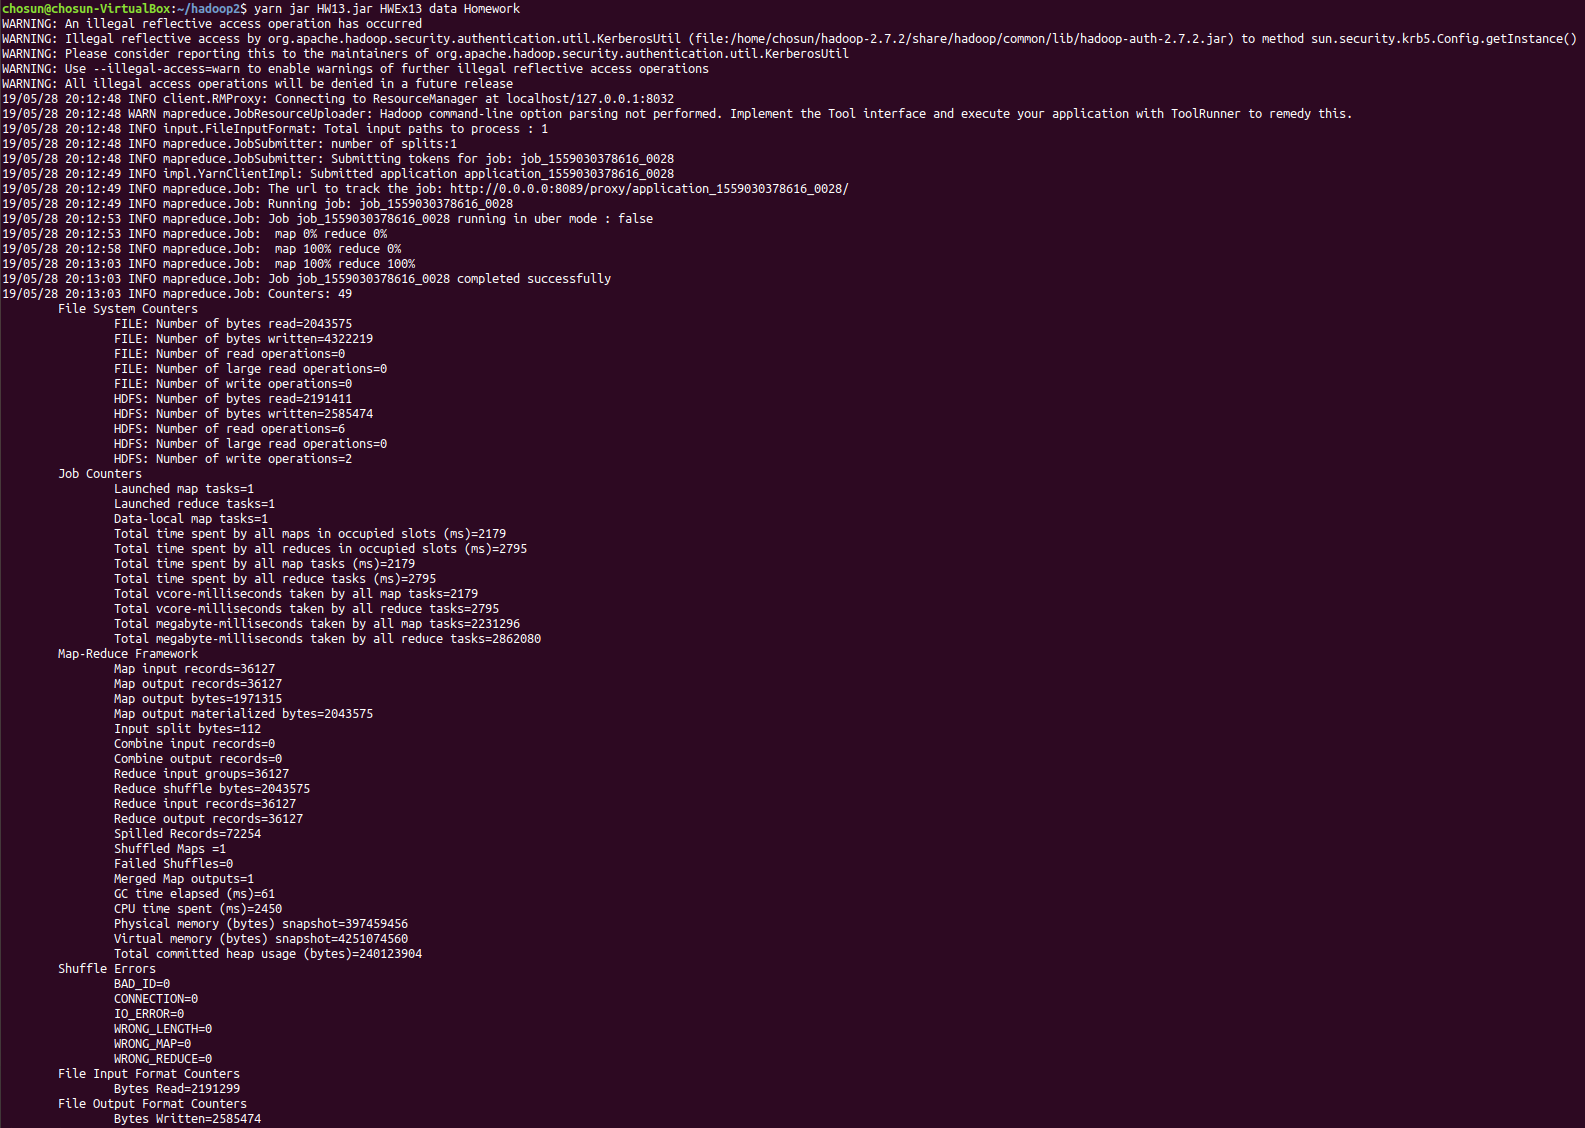 chosun@chosun-VirtualBox:~/hadoop2$ yarn jar HW13.jar HWEx13 data Homework
WARNING: An illegal reflective access operation has occurred
WARNING: Illegal reflective access by org.apache.hadoop.security.authentication.util.KerberosUtil (file:/home/chosun/hadoop-2.7.2/share/hadoop/common/lib/hadoop-auth-2.7.2.jar) to method sun.security.krb5.Config.getInstance()
WARNING: Please consider reporting this to the maintainers of org.apache.hadoop.security.authentication.util.KerberosUtil
WARNING: Use --illegal-access=warn to enable warnings of further illegal reflective access operations
WARNING: All illegal access operations will be denied in a future release
19/05/28 20:12:48 INFO client.RMProxy: Connecting to ResourceManager at localhost/127.0.0.1:8032
19/05/28 20:12:48 WARN mapreduce.JobResourceUploader: Hadoop command-line option parsing not performed. Implement the Tool interface and execute your application with ToolRunner to remedy this.
19/05/28 20:12:48 INFO input.FileInputFormat: Total input paths to process : 1
19/05/28 20:12:48 INFO mapreduce.JobSubmitter: number of splits:1
19/05/28 20:12:48 INFO mapreduce.JobSubmitter: Submitting tokens for job: job_1559030378616_0028
19/05/28 20:12:49 INFO impl.YarnClientImpl: Submitted application application_1559030378616_0028
19/05/28 20:12:49 INFO mapreduce.Job: The url to track the job: http://0.0.0.0:8089/proxy/application_1559030378616_0028/
19/05/28 20:12:49 INFO mapreduce.Job: Running job: job_1559030378616_0028
19/05/28 20:12:53 INFO mapreduce.Job: Job job_1559030378616_0028 running in uber mode : false
19/05/28 20:12:53 INFO mapreduce.Job:  map 0% reduce 0%
19/05/28 20:12:58 INFO mapreduce.Job:  map 100% reduce 0%
19/05/28 20:13:03 INFO mapreduce.Job:  map 100% reduce 100%
19/05/28 20:13:03 INFO mapreduce.Job: Job job_1559030378616_0028 completed successfully
19/05/28 20:13:03 INFO mapreduce.Job: Counters: 49
File System Counters
FILE: Number of bytes read=2043575
FILE: Number of bytes written=4322219
FILE: Number of read operations=0
FILE: Number of large read operations=0
FILE: Number of write operations=0
HDFS: Number of bytes read=2191411
HDFS: Number of bytes written=2585474
HDFS: Number of read operations=6
HDFS: Number of large read operations=0
HDFS: Number of write operations=2
Job Counters
Launched map tasks=1
Launched reduce tasks=1
Data-local map tasks=1
Total time spent by all maps in occupied slots (ms)=2179
Total time spent by all reduces in occupied slots (ms)=2795
Total time spent by all map tasks (ms)=2179
Total time spent by all reduce tasks (ms)=2795
Total vcore-milliseconds taken by all map tasks=2179
Total vcore-milliseconds taken by all reduce tasks=2795
Total megabyte-milliseconds taken by all map tasks=2231296
Total megabyte-milliseconds taken by all reduce tasks=2862080
Map-Reduce Framework
Map input records=36127
Map output records=36127
Map output bytes=1971315
Map output materialized bytes=2043575
Input split bytes=112
Combine input records=0
Combine output records=0
Reduce input groups=36127
Reduce shuffle bytes=2043575
Reduce input records=36127
Reduce output records=36127
Spilled Records=72254
Shuffled Maps =1
Failed Shuffles=0
Merged Map outputs=1
GC time elapsed (ms)=61
CPU time spent (ms)=2450
Physical memory (bytes) snapshot=397459456
Virtual memory (bytes) snapshot=4251074560
Total committed heap usage (bytes)=240123904
Shuffle Errors
BAD_ID=0
CONNECTION=0
IO_ERROR=0
WRONG_LENGTH=0
WRONG_MAP=0
WRONG_REDUCE=0
File Input Format Counters
Bytes Read=2191299
File Output Format Counters
Bytes Written=2585474